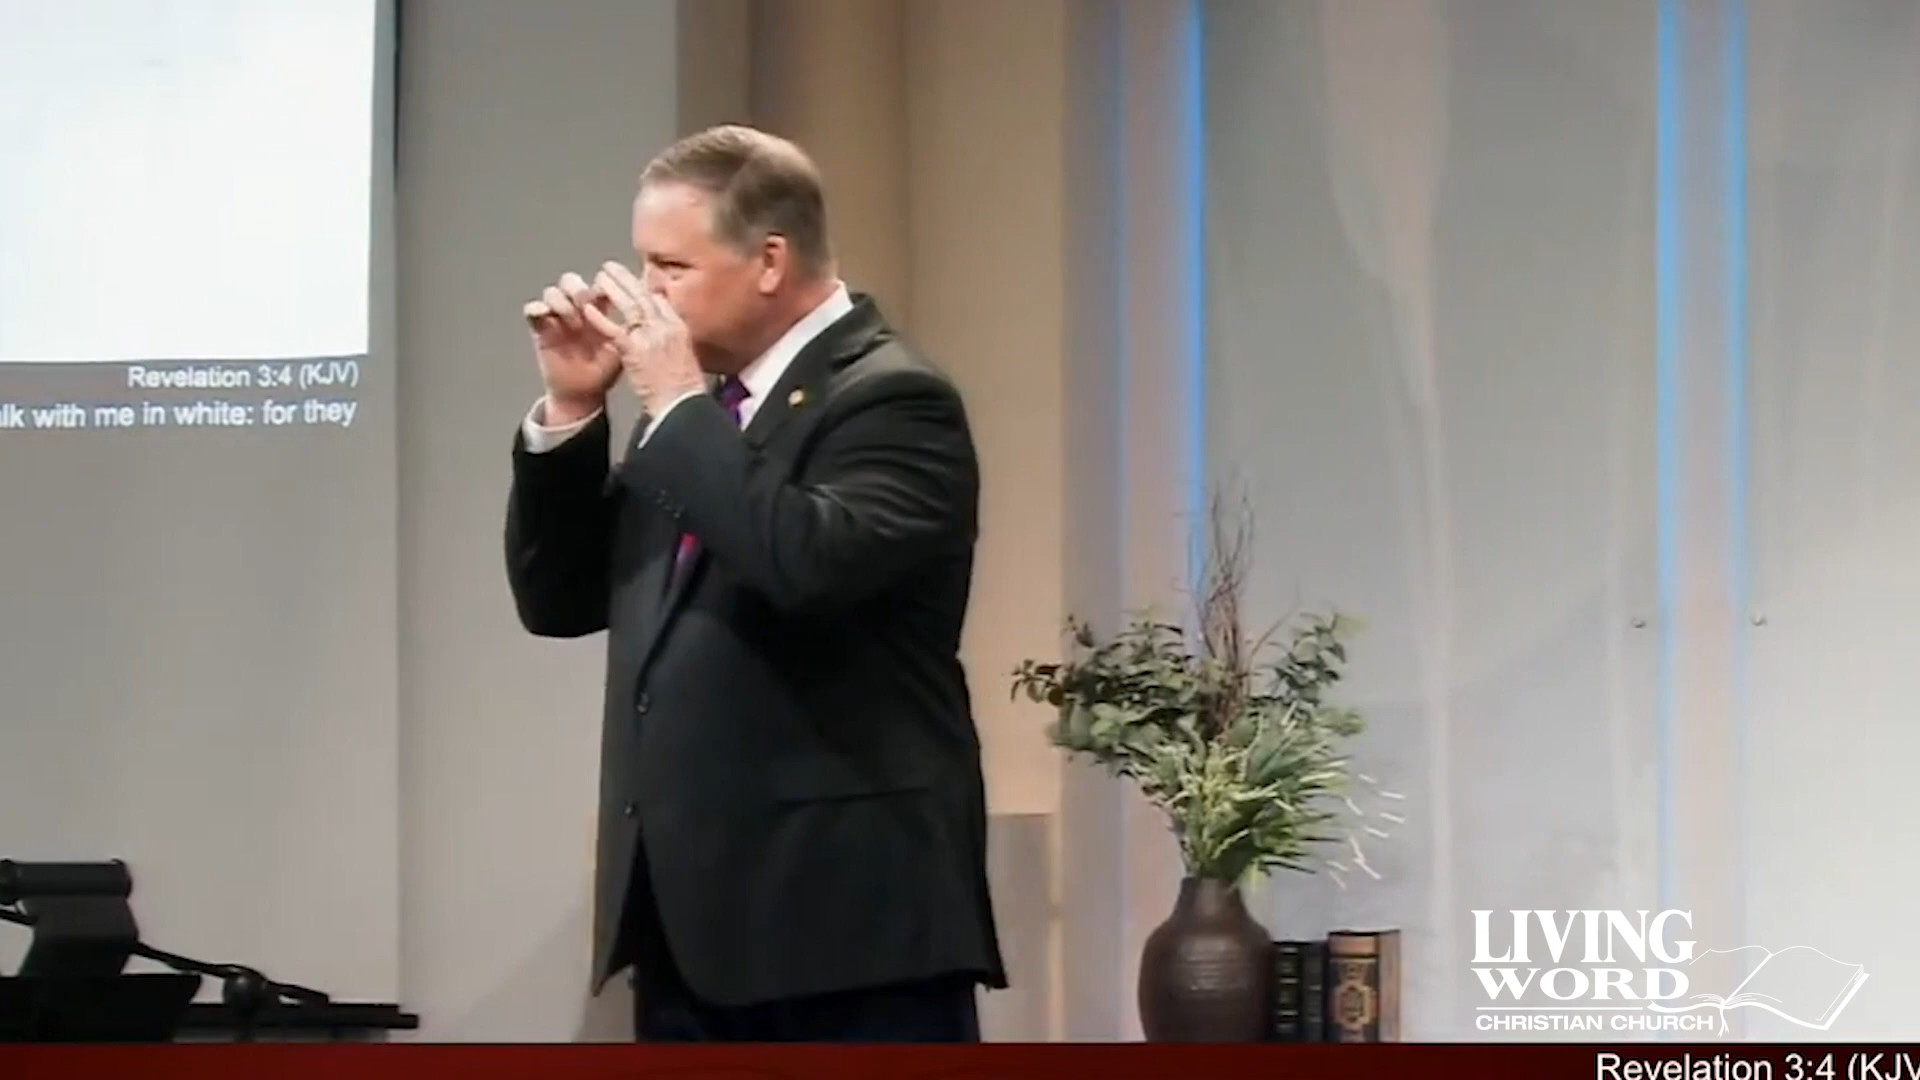 Revelation 3:4 (KJV)
lk with me in white: for they
LIVING
WORD
CHRISTIAN CHURCH
Revelation 3:4 (KJV